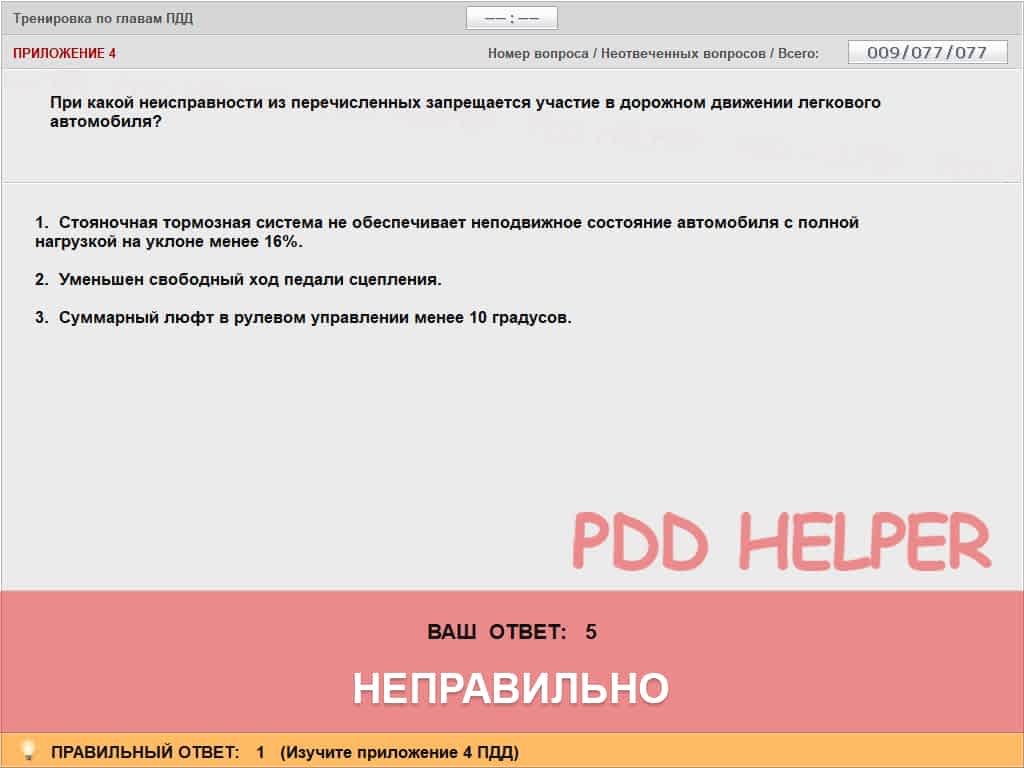 Тренировка по главам ПДД
—— : ——
ПРИЛОЖЕНИЕ 4
Номер вопроса / Неотвеченных вопросов / Всего:
009/077/077
При какой неисправности из перечисленных запрещается участие в дорожном движении легкового
автомобиля?
1. Стояночная тормозная система не обеспечивает неподвижное состояние автомобиля с полной
нагрузкой на уклоне менее 16%.
2. Уменьшен свободный ход педали сцепления.
3. Суммарный люфт в рулевом управлении менее 10 градусов.
PDD HELPER
ВАШ ОТВЕТ: 5
НЕПРАВИЛЬНО
ПРАВИЛЬНЫЙ ОТВЕТ: 1 (Изучите приложение 4 ПДД)